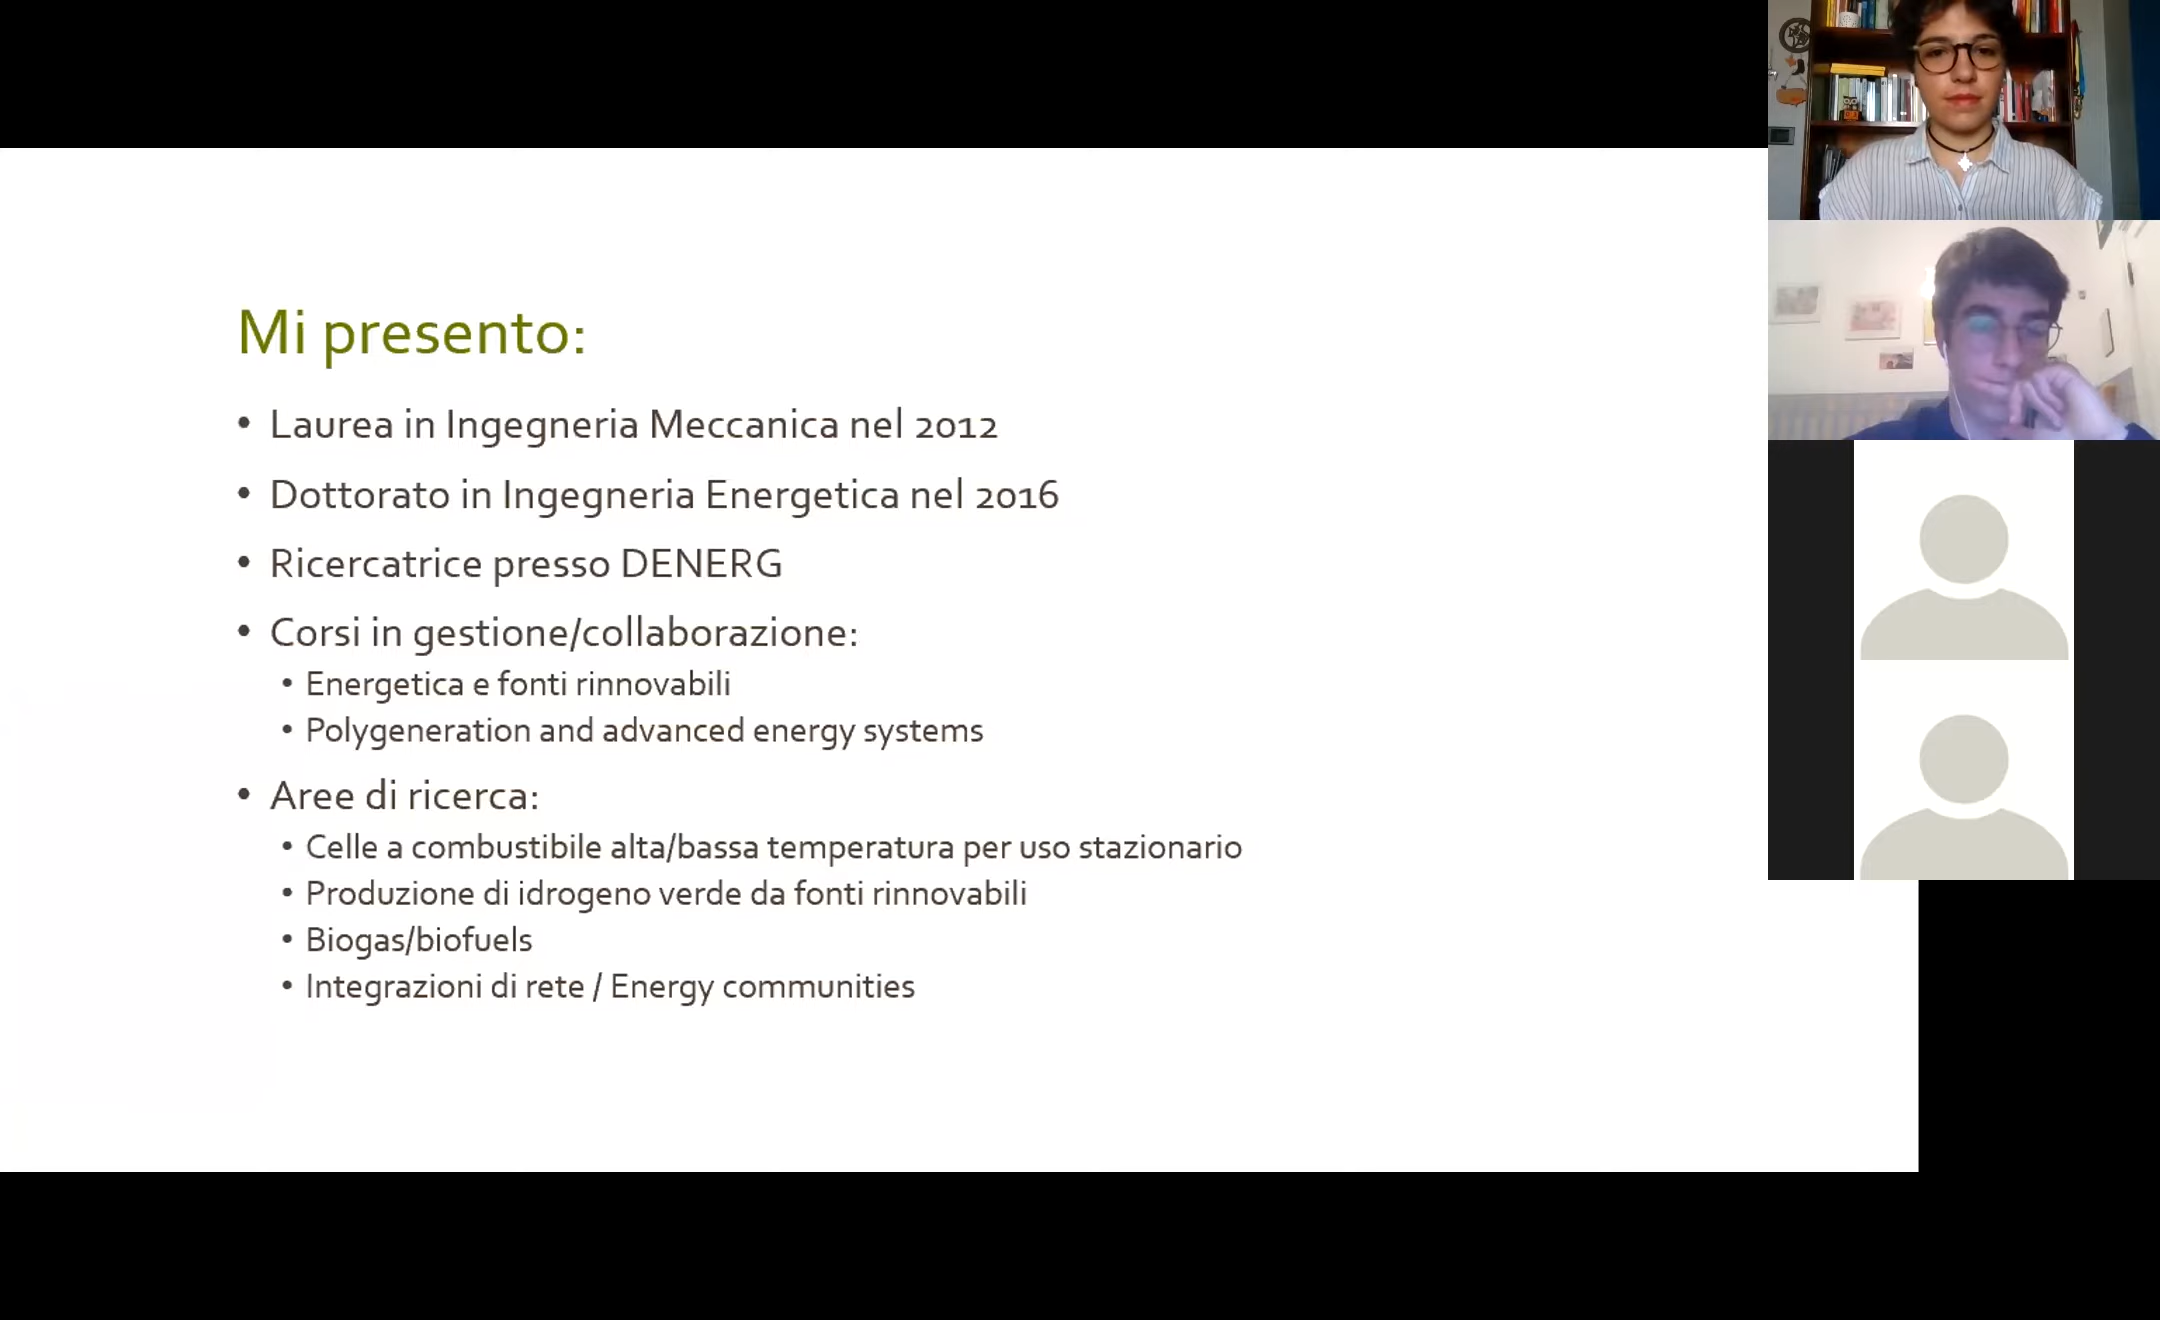 Mi presento:
• Laurea in Ingegneria Meccanica nel 2012
• Dottorato in Ingegneria Energetica nel 2016
• Ricercatrice presso DENERG
• Corsi in gestione/collaborazione:
• Energetica e fonti rinnovabili
• Polygeneration and advanced energy systems
• Aree di ricerca:
• Celle a combustibile alta/bassa temperatura per uso stazionario
• Produzione di idrogeno verde da fonti rinnovabili
• Biogas/biofuels
• Integrazioni di rete / Energy communities